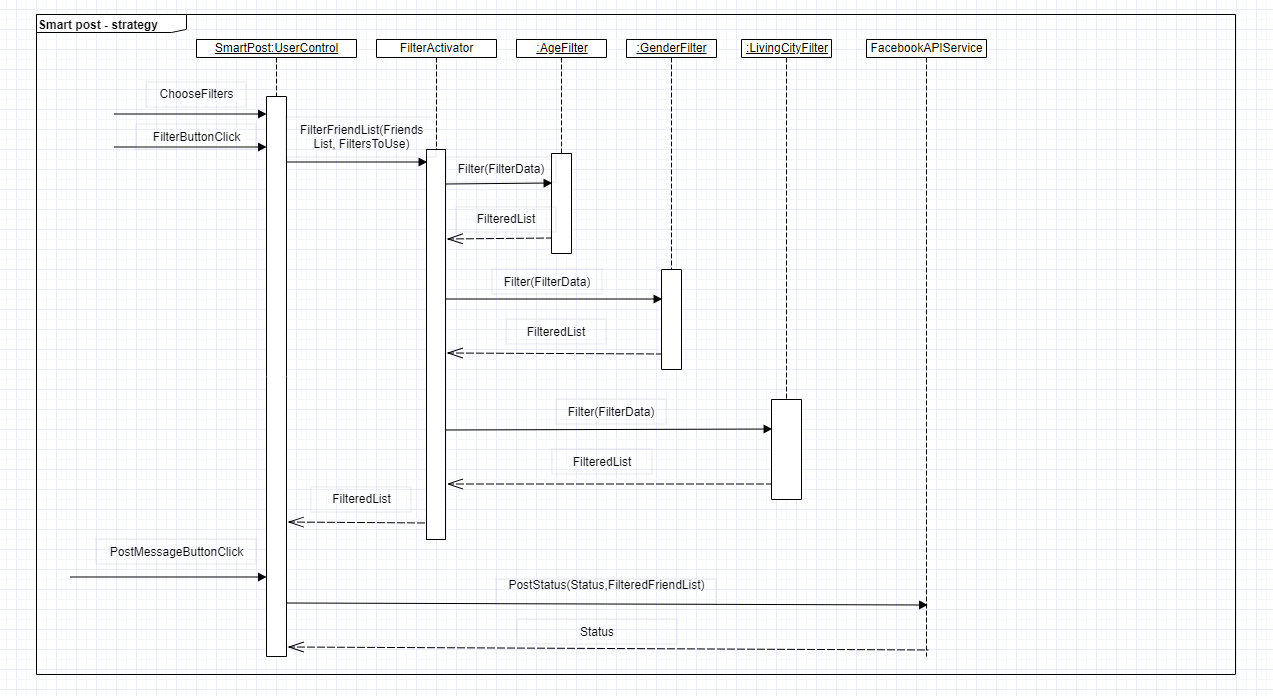 Smart post - strategy
SmartPost:UserControl
FilterActivator
:AgeFilter
:GenderFilter
:LivingCityFilter
FacebookAPIService
ChooseFilters
FilterButtonClick
FilterFriendList(Friends
List, FiltersToUse)
Filter(FilterData)
FilteredList
Filter(FilterData)
FilteredList
Filter(FilterData)
FilteredList
FilteredList
PostMessageButtonClick
PostStatus(Status,FilteredFriendList)
Status